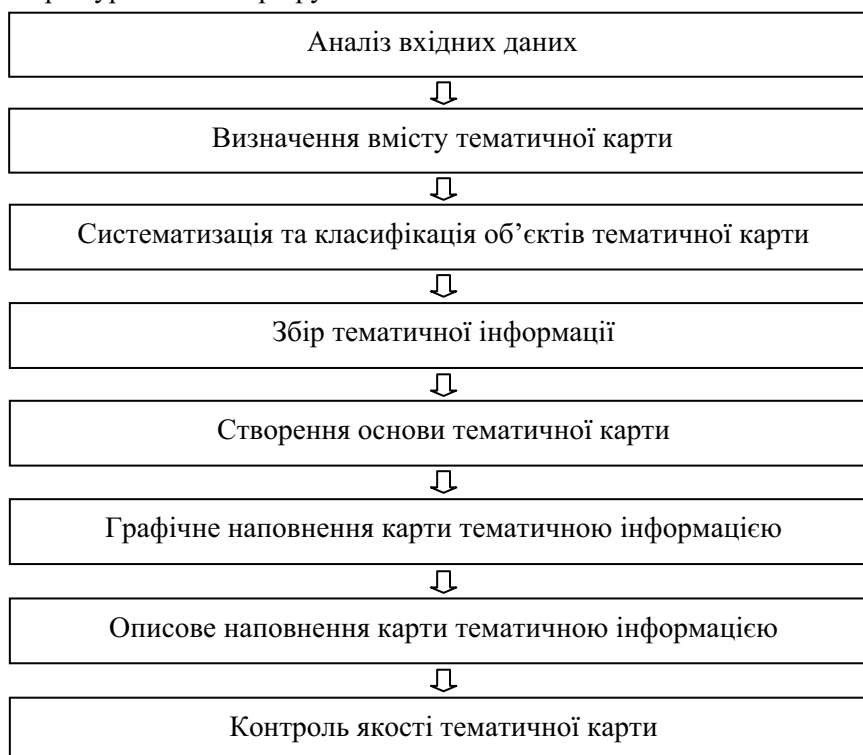 Аналіз вхідних даних
Визначення вмісту тематичної карти
Систематизація та класифікація об’єктів тематичної карти
Збір тематичної інформації
Створення основи тематичної карти
Графічне наповнення карти тематичною інформацією
Описове наповнення карти тематичною інформацією
Контроль якості тематичної карти